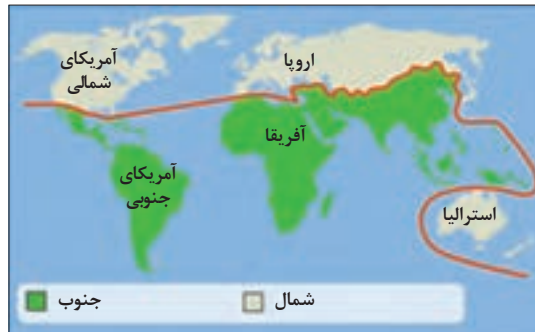 آمریکای
شمالی
اروپا
آفریقا
آمریکای
جنوبی
استرالیا
شمال
جنوب